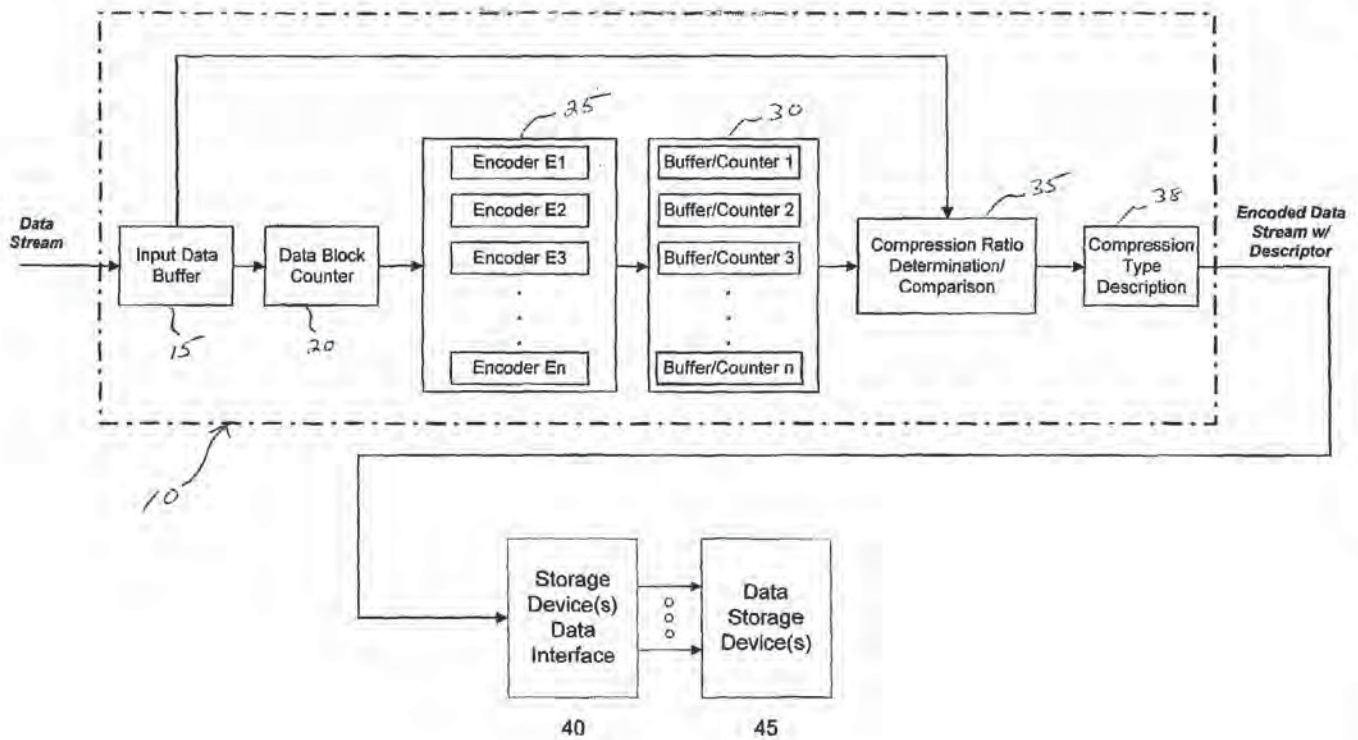 25
30
Encoder E1
Buffer/Counter 1
35
38
Data
Stream
Encoder E2
Buffer/Counter 2
Encoded Data
Stream w/
Descriptor
Input Data
Buffer
Data Block
Counter
Encoder E3
Buffer/Counter 3
Compression Ratio
Determination/
Comparison
Compression
Type
Description
15
20
Encoder En
Buffer/Counter n
10
Storage
Device(s)
Data
Interface
Data
Storage
Device(s)
40
45